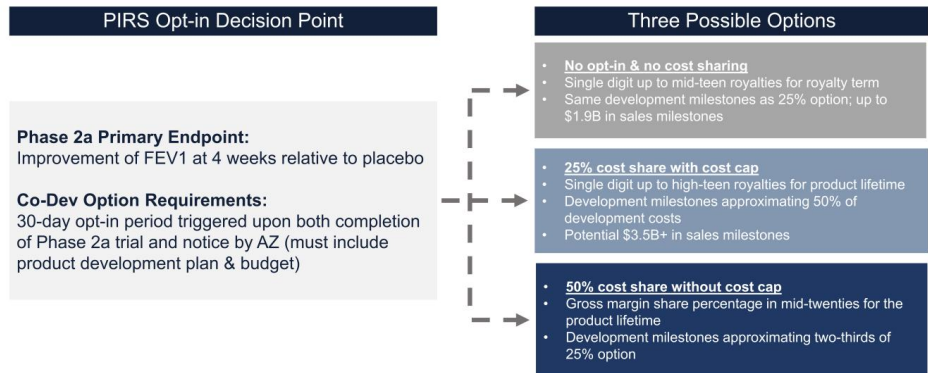 PIRS Opt-in Decision Point
Phase 2a Primary Endpoint:
Improvement of FEV1 at 4 weeks relative to placebo
Co-Dev Option Requirements:
30-day opt-in period triggered upon both completion
of Phase 2a trial and notice by AZ (must include
product development plan & budget)
Three Possible Options
• No opt-in & no cost sharing
• Single digit up to mid-teen royalties for royalty term
• Same development milestones as 25% option; up to
$1.9B in sales milestones
• 25% cost share with cost cap
• Single digit up to high-teen royalties for product lifetime
• Development milestones approximating 50% of
development costs
• Potential $3.5B+ in sales milestones
• 50% cost share without cost cap
• Gross margin share percentage in mid-twenties for the
product lifetime
• Development milestones approximating two-thirds of
25% option